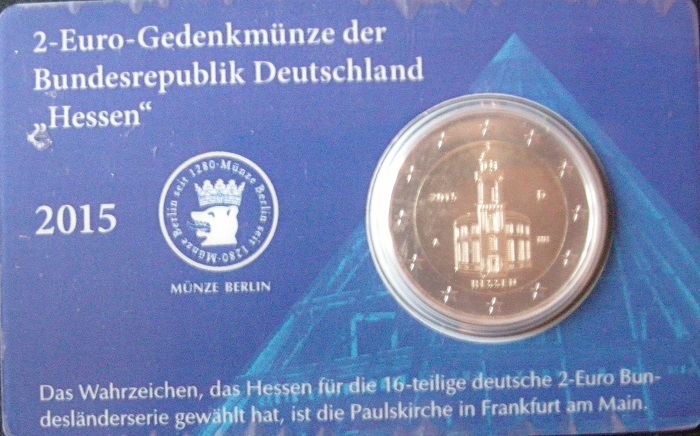 2-Euro-Gedenkmünze der
Bundesrepublik Deutschland
„Hessen“
2015
Münze Berlin seit 1280-Münze Berlin seit 1280-
MÜNZE BERLIN
2015 D
A
HESSEN
Das Wahrzeichen, das Hessen für die 16-teilige deutsche 2-Euro Bun-
desländerserie gewählt hat, ist die Paulskirche in Frankfurt am Main.